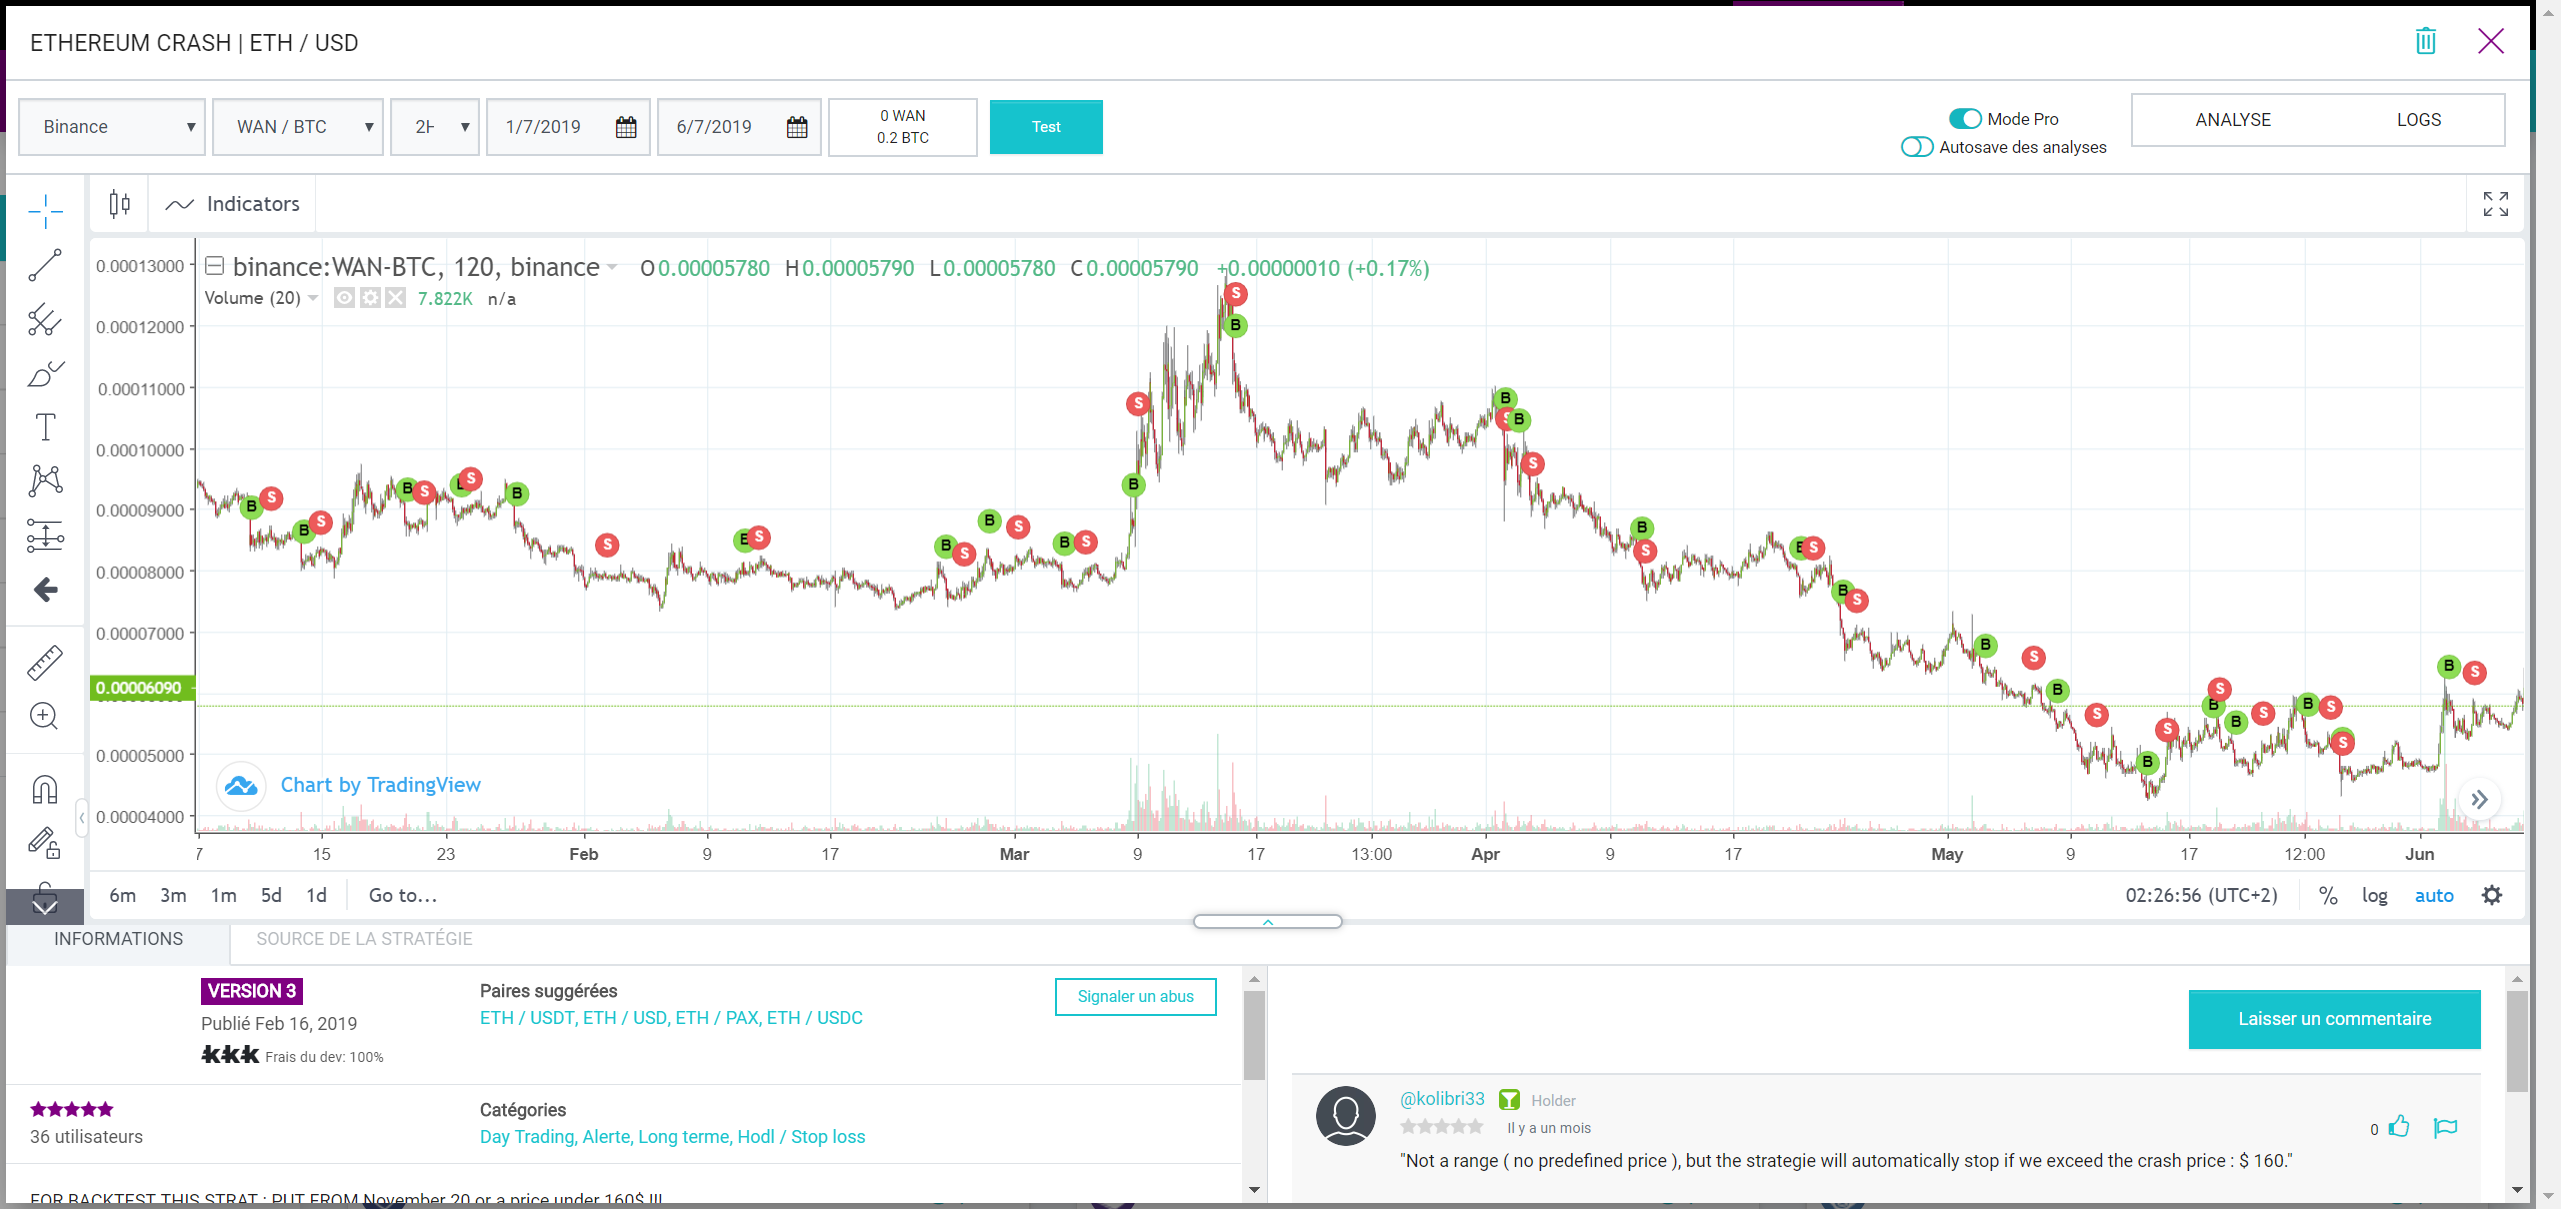 ETHEREUM CRASH | ETH / USD
Binance
WAN / BTC
1/7/2019
6/7/2019
0 WAN
0.2 BTC
Test
Mode Pro
Autosave des analyses
ANALYSE
LOGS
Indicators
binance:WAN-BTC, 120, binance O0.00005780 H0.00005790 L0.00005780 C0.00005790 +0.00000010 (+0.17%)
Volume (20) 7.822K n/a
0.00013000
0.00012000
0.00011000
0.00010000
0.00009000
0.00008000
0.00007000
0.00006090
0.00005000
0.00004000
B S B S B S S B S B S B S B S B S B S S B B S B S B S B S B S B S B S B S B S B S B S S B S
Chart by TradingView
7 15 23 Feb 9 17 Mar 9 17 13:00 Apr 9 17 May 9 17 12:00 Jun
6m 3m 1m 5d 1d Go to...
02:26:56 (UTC+2) % log auto
INFORMATIONS
SOURCE DE LA STRATÉGIE
VERSION 3
Publié Feb 16, 2019
Frais du dev: 100%
Paires suggérées
ETH / USDT, ETH / USD, ETH / PAX, ETH / USDC
Signaler un abus
36 utilisateurs
Catégories
Day Trading, Alerte, Long terme, Hodl / Stop loss
FOR BACKTEST THIS STRAT : PUT FROM November 20 or a price under 160$ !!!
Laisser un commentaire
@kolibri33 Holder
Il y a un mois
0
"Not a range ( no predefined price ), but the strategie will automatically stop if we exceed the crash price : $ 160."